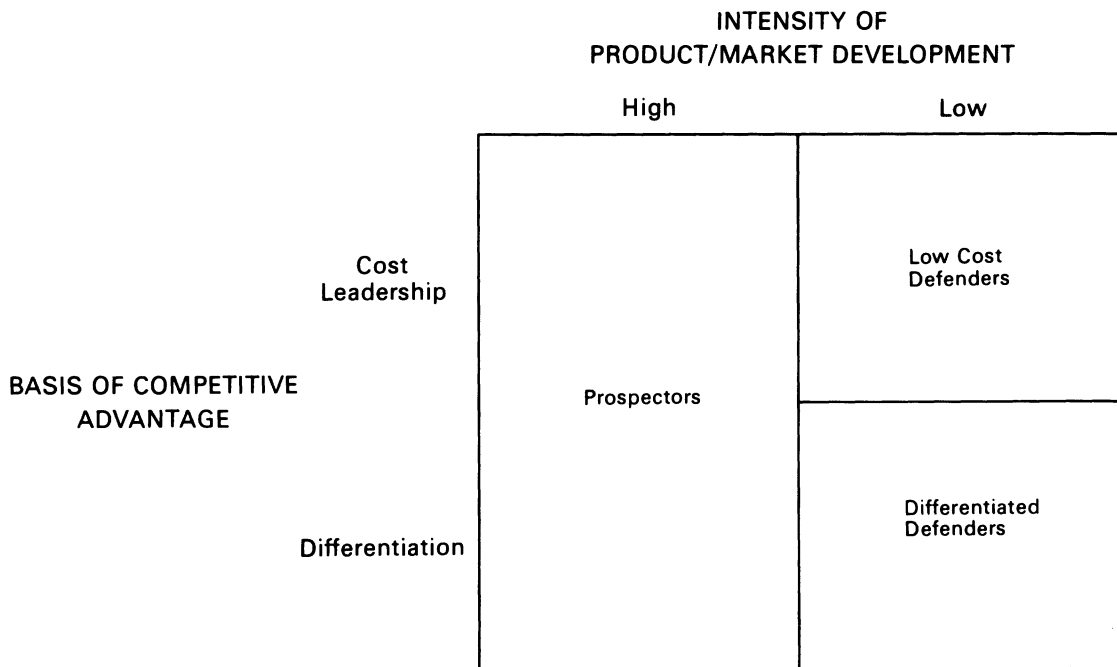 INTENSITY OF
PRODUCT/MARKET DEVELOPMENT
High
Low
Cost
Leadership
Low Cost
Defenders
BASIS OF COMPETITIVE
ADVANTAGE
Prospectors
Differentiation
Differentiated
Defenders